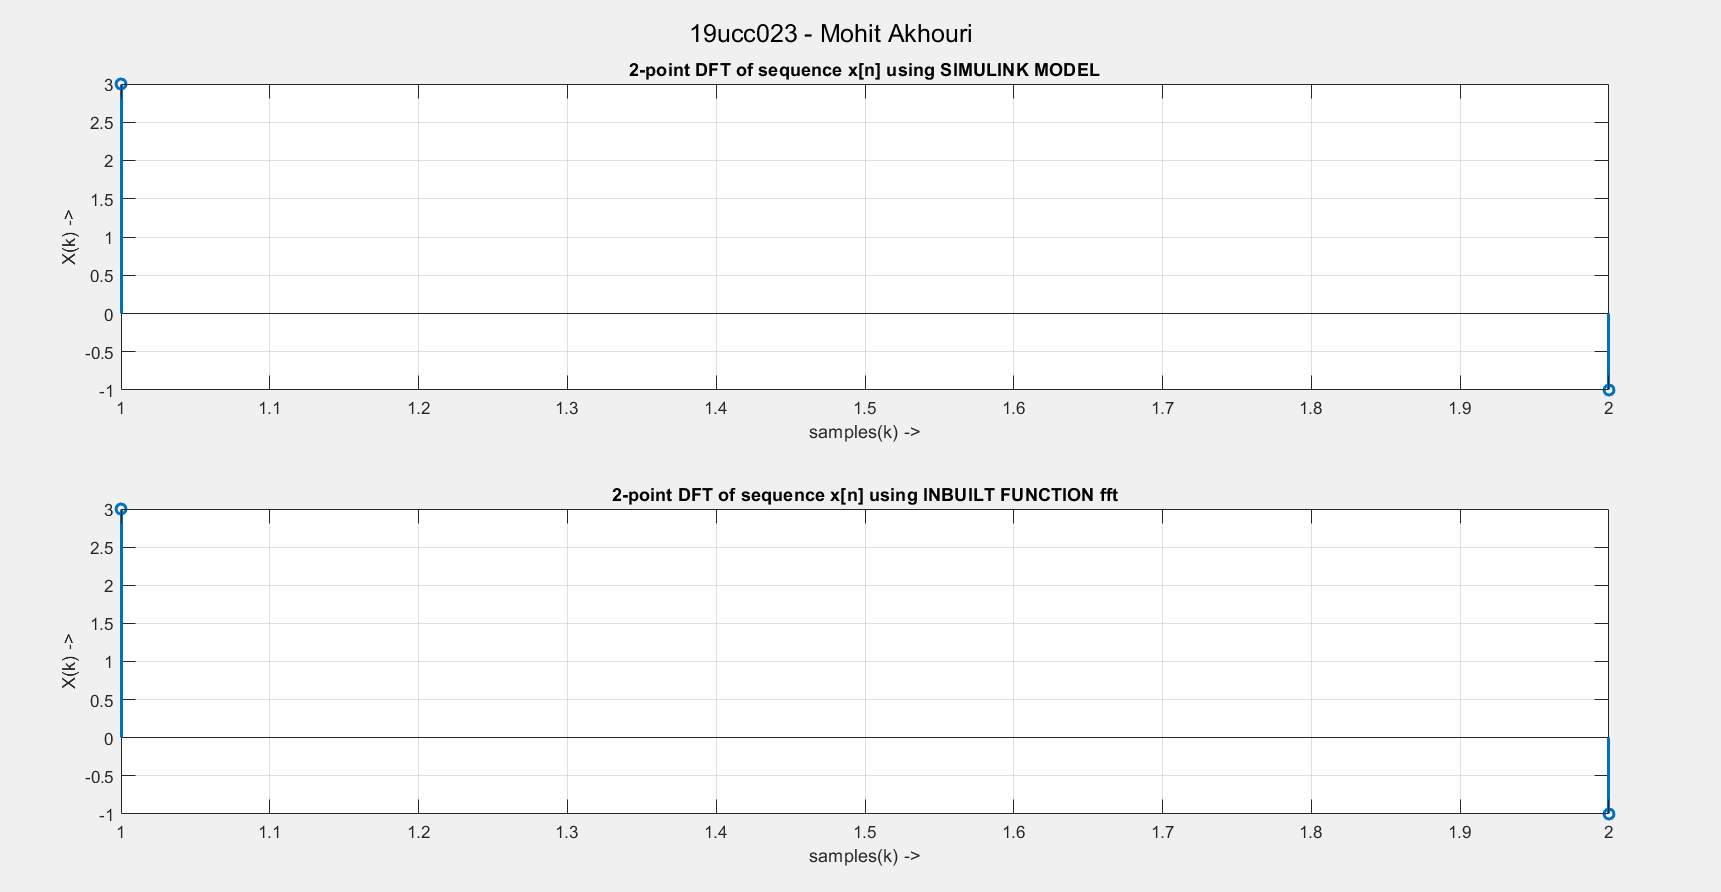 19ucc023 - Mohit Akhouri
2-point DFT of sequence x[n] using SIMULINK MODEL
3
2.5
2
1.5
1
0.5
0
-0.5
-1
X(k) ->
1 1.1 1.2 1.3 1.4 1.5 1.6 1.7 1.8 1.9 2
samples(k) ->
2-point DFT of sequence x[n] using INBUILT FUNCTION fft
3
2.5
2
1.5
1
0.5
0
-0.5
-1
X(k) ->
1 1.1 1.2 1.3 1.4 1.5 1.6 1.7 1.8 1.9 2
samples(k) ->